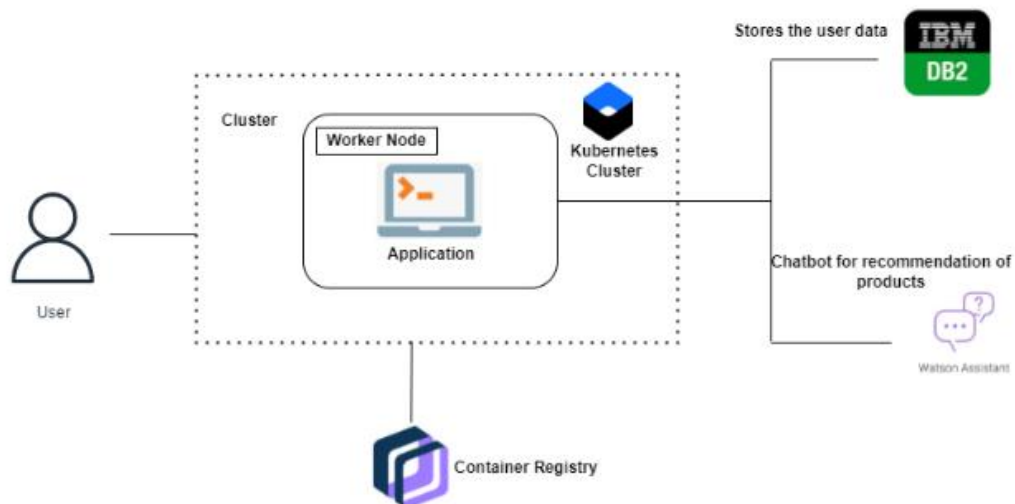 Stores the user data
IBM
DB2
Cluster
Worker Node
Kubernetes
Cluster
Application
User
Chatbot for recommendation of
products
?
Watson Assistant
Container Registry